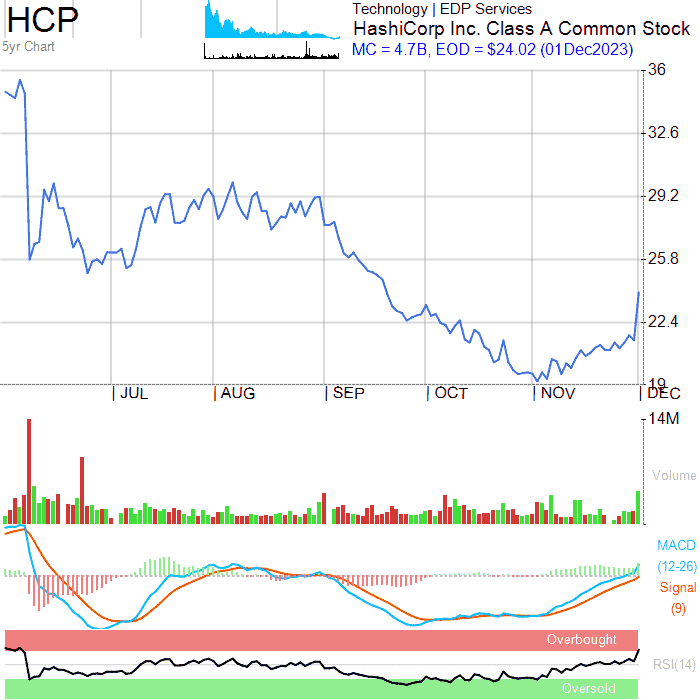 HCP
5yr Chart
Technology | EDP Services
HashiCorp Inc. Class A Common Stock
MC = 4.7B, EOD = $24.02 (01Dec2023)
36
32.6
29.2
25.8
22.4
19
JUL
AUG
SEP
OCT
NOV
DEC
14M
Volume
MACD
(12-26)
Signal
(9)
Overbought
RSI(14)
Oversold